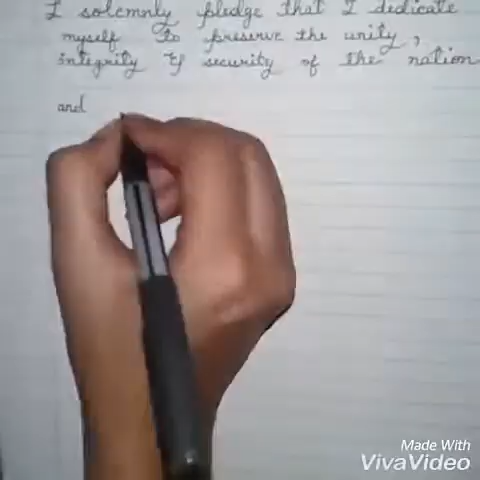 I solemnly pledge that I dedicate
myself to preserve the unity,
integrity & security of the nation
and
Made With
VivaVideo